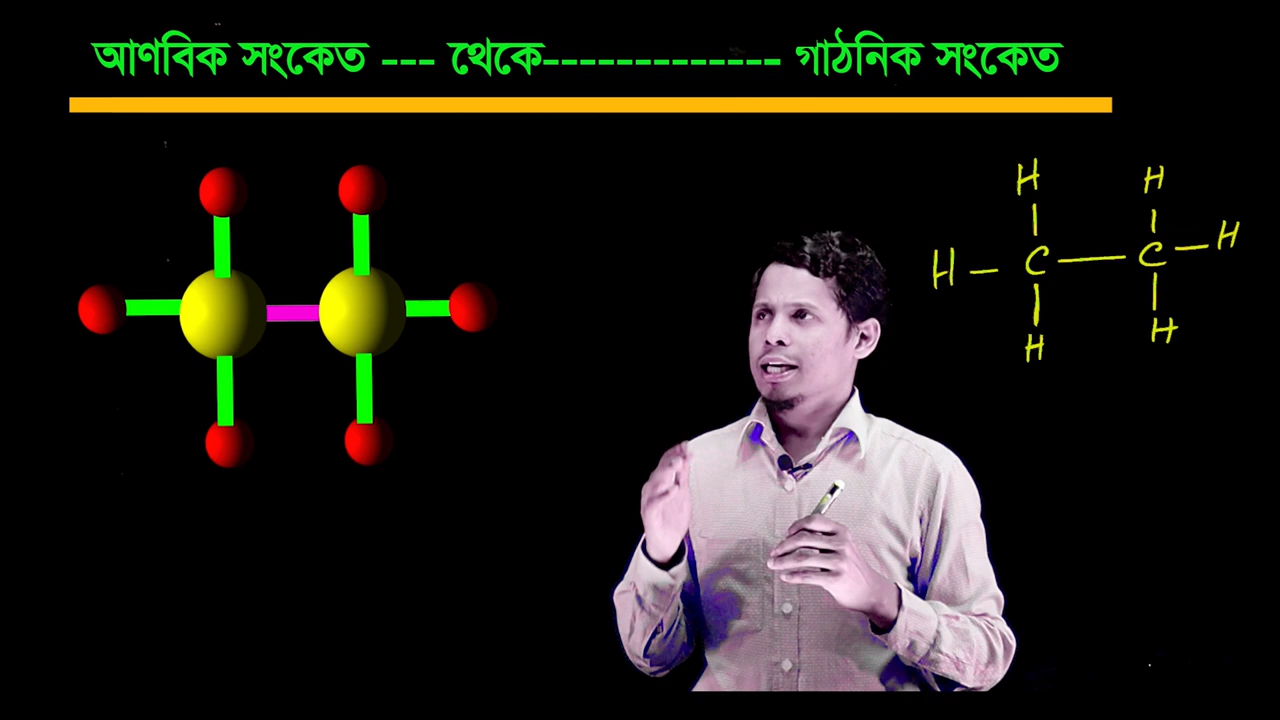 আণবিক সংকেত --- থেকে------------- গাঠনিক সংকেত
H H
H – C — C – H
H H